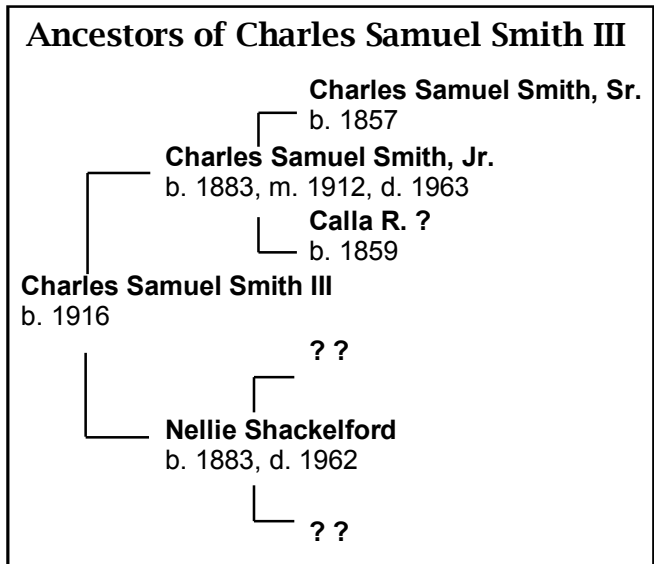 Ancestors of Charles Samuel Smith III
Charles Samuel Smith, Sr.
b. 1857
Charles Samuel Smith, Jr.
b. 1883, m. 1912, d. 1963
Calla R. ?
b. 1859
Charles Samuel Smith III
b. 1916
? ?
Nellie Shackelford
b. 1883, d. 1962
? ?